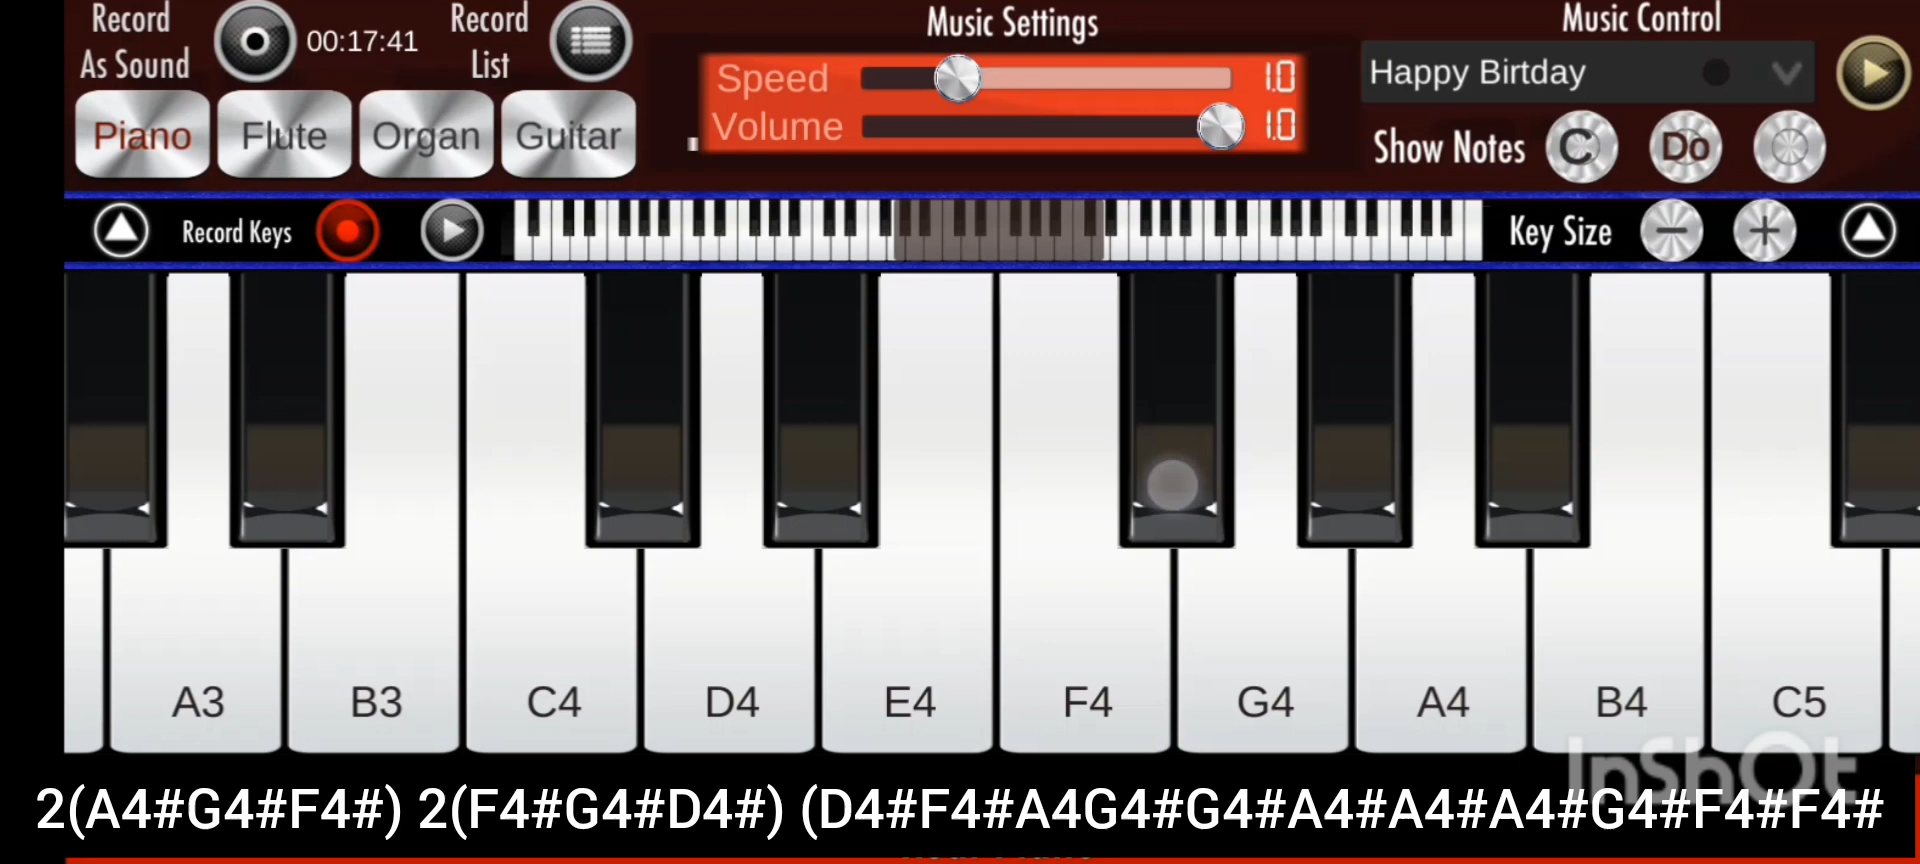 Record
As Sound
00:17:41
Record
List
Music Settings
Music Control
Speed
1.0
Volume
1.0
Happy Birtday
Piano
Flute
Organ
Guitar
Show Notes
C
Do
Record Keys
Key Size
A3
B3
C4
D4
E4
F4
G4
A4
B4
C5
InShOt
2(A4#G4#F4#) 2(F4#G4#D4#) (D4#F4#A4G4#G4#A4#A4#A4#G4#F4#F4#